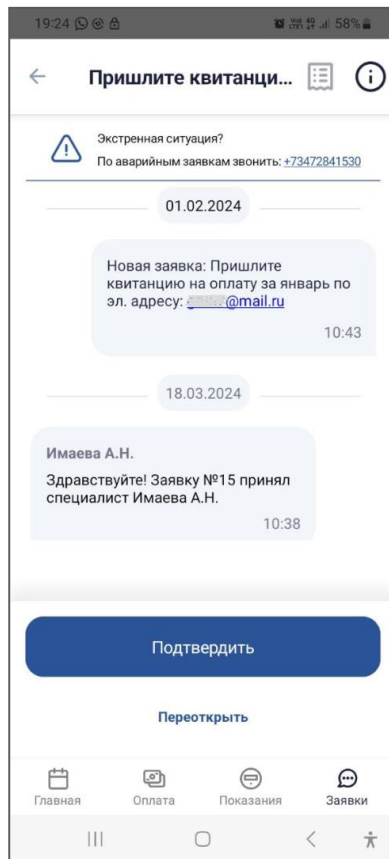 19:24
58%
Пришлите квитанци...
Экстренная ситуация?
По аварийным заявкам звонить: +73472841530
01.02.2024
Новая заявка: Пришлите
квитанцию на оплату за январь по
эл. адресу: @mail.ru
10:43
18.03.2024
Имаева А.Н.
Здравствуйте! Заявку №15 принял
специалист Имаева А.Н.
10:38
Подтвердить
Переоткрыть
Главная Оплата Показания Заявки